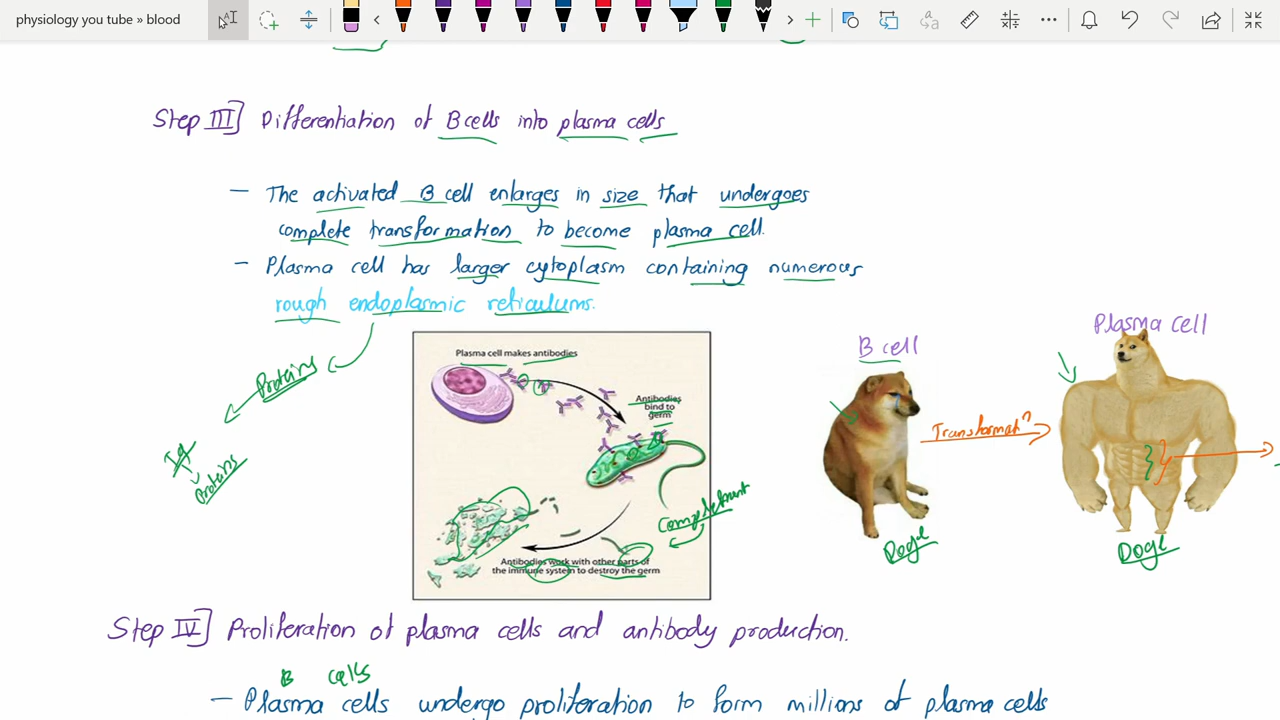 physiology you tube » blood
Step III] Differentiation of B cells into plasma cells
– The activated B cell enlarges in size that undergoes
complete transformation to become plasma cell.
– Plasma cell has larger cytoplasm containing numerous
rough endoplasmic reticulums.
Proteins
Ig
Proteins
Plasma cell makes antibodies
Antibodies
bind to
germ
Complement
Antibodies work with other parts of
the immune system to destroy the germ
B cell
Transformatn
Plasma cell
Doge
Doge
Step IV] Proliferation of plasma cells and antibody production.
B cells
– Plasma cells undergo proliferation to form millions of plasma cells